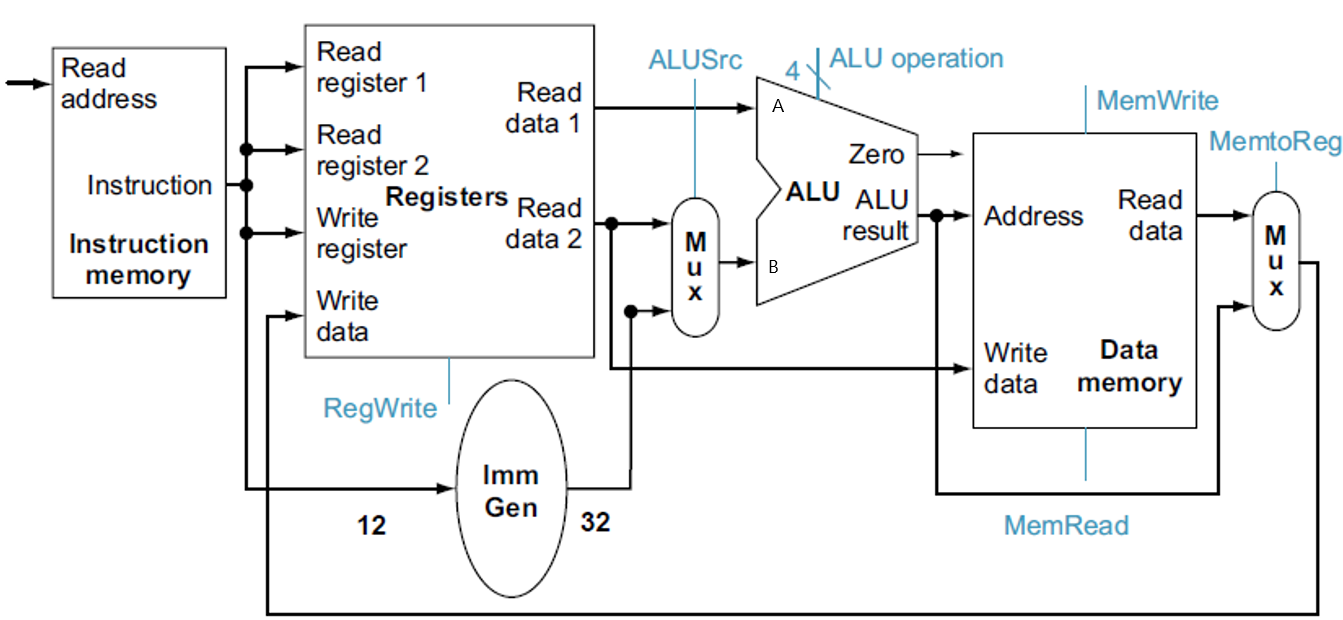 Read
address
Instruction
Instruction
memory
Read
register 1
Read
register 2
Write
register
Write
data
Registers
Read
data 1
Read
data 2
RegWrite
Imm
Gen
12
32
ALUSrc
M
u
x
4
ALU operation
A
B
ALU
Zero
ALU
result
MemWrite
Address
Read
data
Write
data
Data
memory
MemRead
MemtoReg
M
u
x